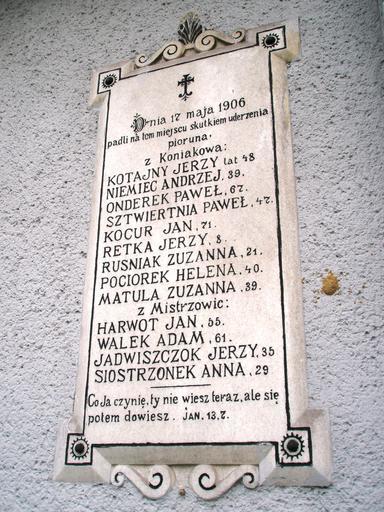 Dnia 17 maja 1906
padli na tom miejscu skutkiem uderzenia
pioruna,
z Koniakowa:
KOTAJNY JERZY lat 48
NIEMIEC ANDRZEJ. 39.
ONDEREK PAWEŁ, 67.
SZTWIERTNIA PAWEŁ, 47.
KOCUR JAN, 71.
RETKA JERZY, 8.
RUSNIAK ZUZANNA, 21.
POCIOREK HELENA, 40.
MATULA ZUZANNA, 39.
z Mistrzowic:
HARWOT JAN, 55.
WALEK ADAM, 61.
JADWISZCZOK JERZY, 35
SIOSTRZONEK ANNA, 29
Co Ja czynię, ty nie wiesz teraz, ale się
potem dowiesz. JAN. 13,7.